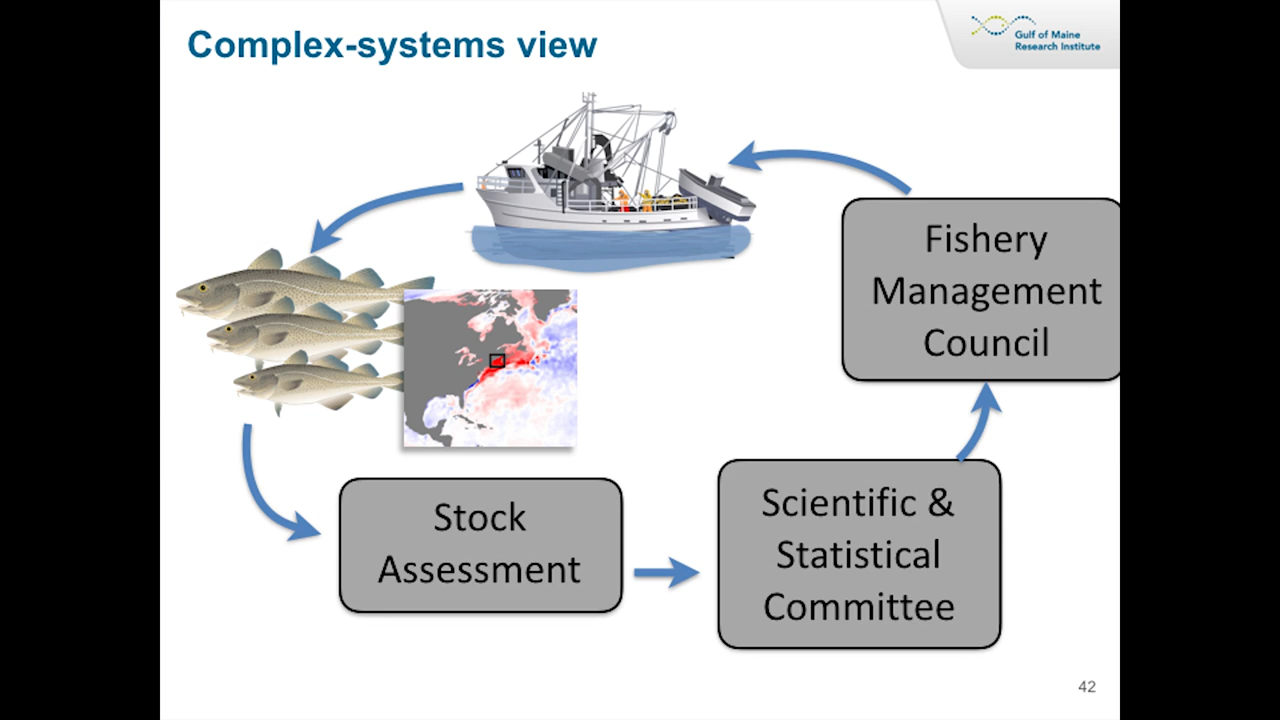 Complex-systems view
Gulf of Maine
Research Institute
Fishery
Management
Council
Stock
Assessment
Scientific &
Statistical
Committee
42